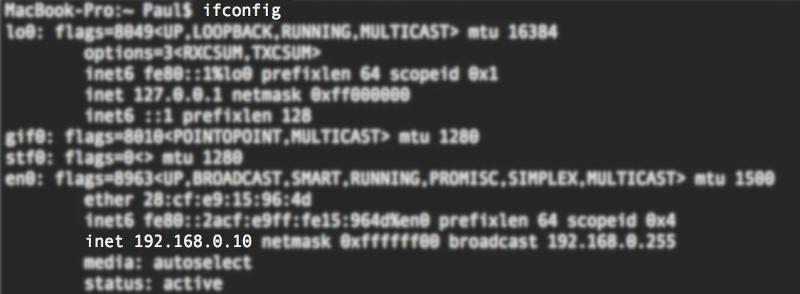 MacBook-Pro:~ Paul$ ifconfig
lo0: flags=8049<UP,LOOPBACK,RUNNING,MULTICAST> mtu 16384
options=3<RXCSUM,TXCSUM>
inet6 fe80::1%lo0 prefixlen 64 scopeid 0x1
inet 127.0.0.1 netmask 0xff000000
inet6 ::1 prefixlen 128
gif0: flags=8010<POINTOPOINT,MULTICAST> mtu 1280
stf0: flags=0<> mtu 1280
en0: flags=8963<UP,BROADCAST,SMART,RUNNING,PROMISC,SIMPLEX,MULTICAST> mtu 1500
ether 28:cf:e9:15:96:4d
inet6 fe80::2acf:e9ff:fe15:964d%en0 prefixlen 64 scopeid 0x4
inet 192.168.0.10 netmask 0xffffff00 broadcast 192.168.0.255
media: autoselect
status: active